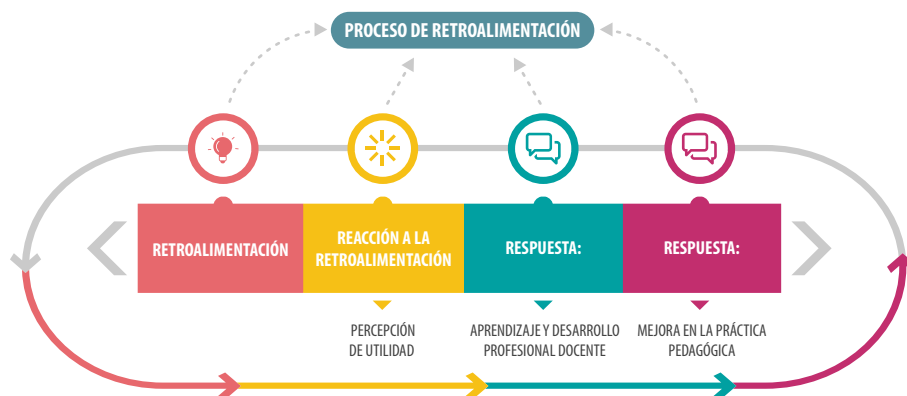 PROCESO DE RETROALIMENTACIÓN
RETROALIMENTACIÓN
REACCIÓN A LA
RETROALIMENTACIÓN
RESPUESTA:
RESPUESTA:
PERCEPCIÓN
DE UTILIDAD
APRENDIZAJE Y DESARROLLO
PROFESIONAL DOCENTE
MEJORA EN LA PRÁCTICA
PEDAGÓGICA